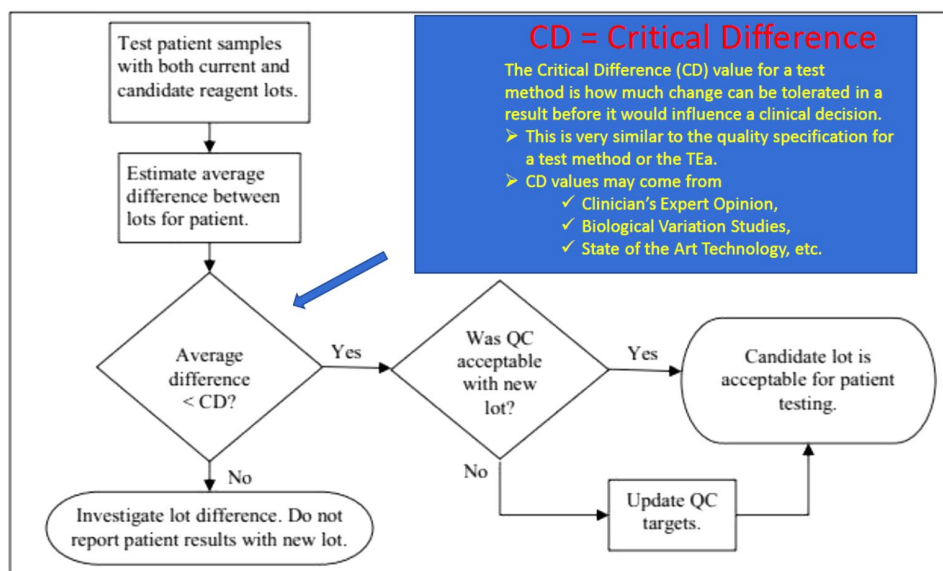 Test patient samples
with both current and
candidate reagent lots.
Estimate average
difference between
lots for patient.
CD = Critical Difference
The Critical Difference (CD) value for a test
method is how much change can be tolerated in a
result before it would influence a clinical decision.
➢ This is very similar to the quality specification for
a test method or the TEa.
➢ CD values may come from
✓ Clinician's Expert Opinion,
✓ Biological Variation Studies,
✓ State of the Art Technology, etc.
Average
difference
< CD?
Yes
No
Investigate lot difference. Do not
report patient results with new lot.
Was QC
acceptable
with new
lot?
Yes
No
Update QC
targets.
Candidate lot is
acceptable for patient
testing.